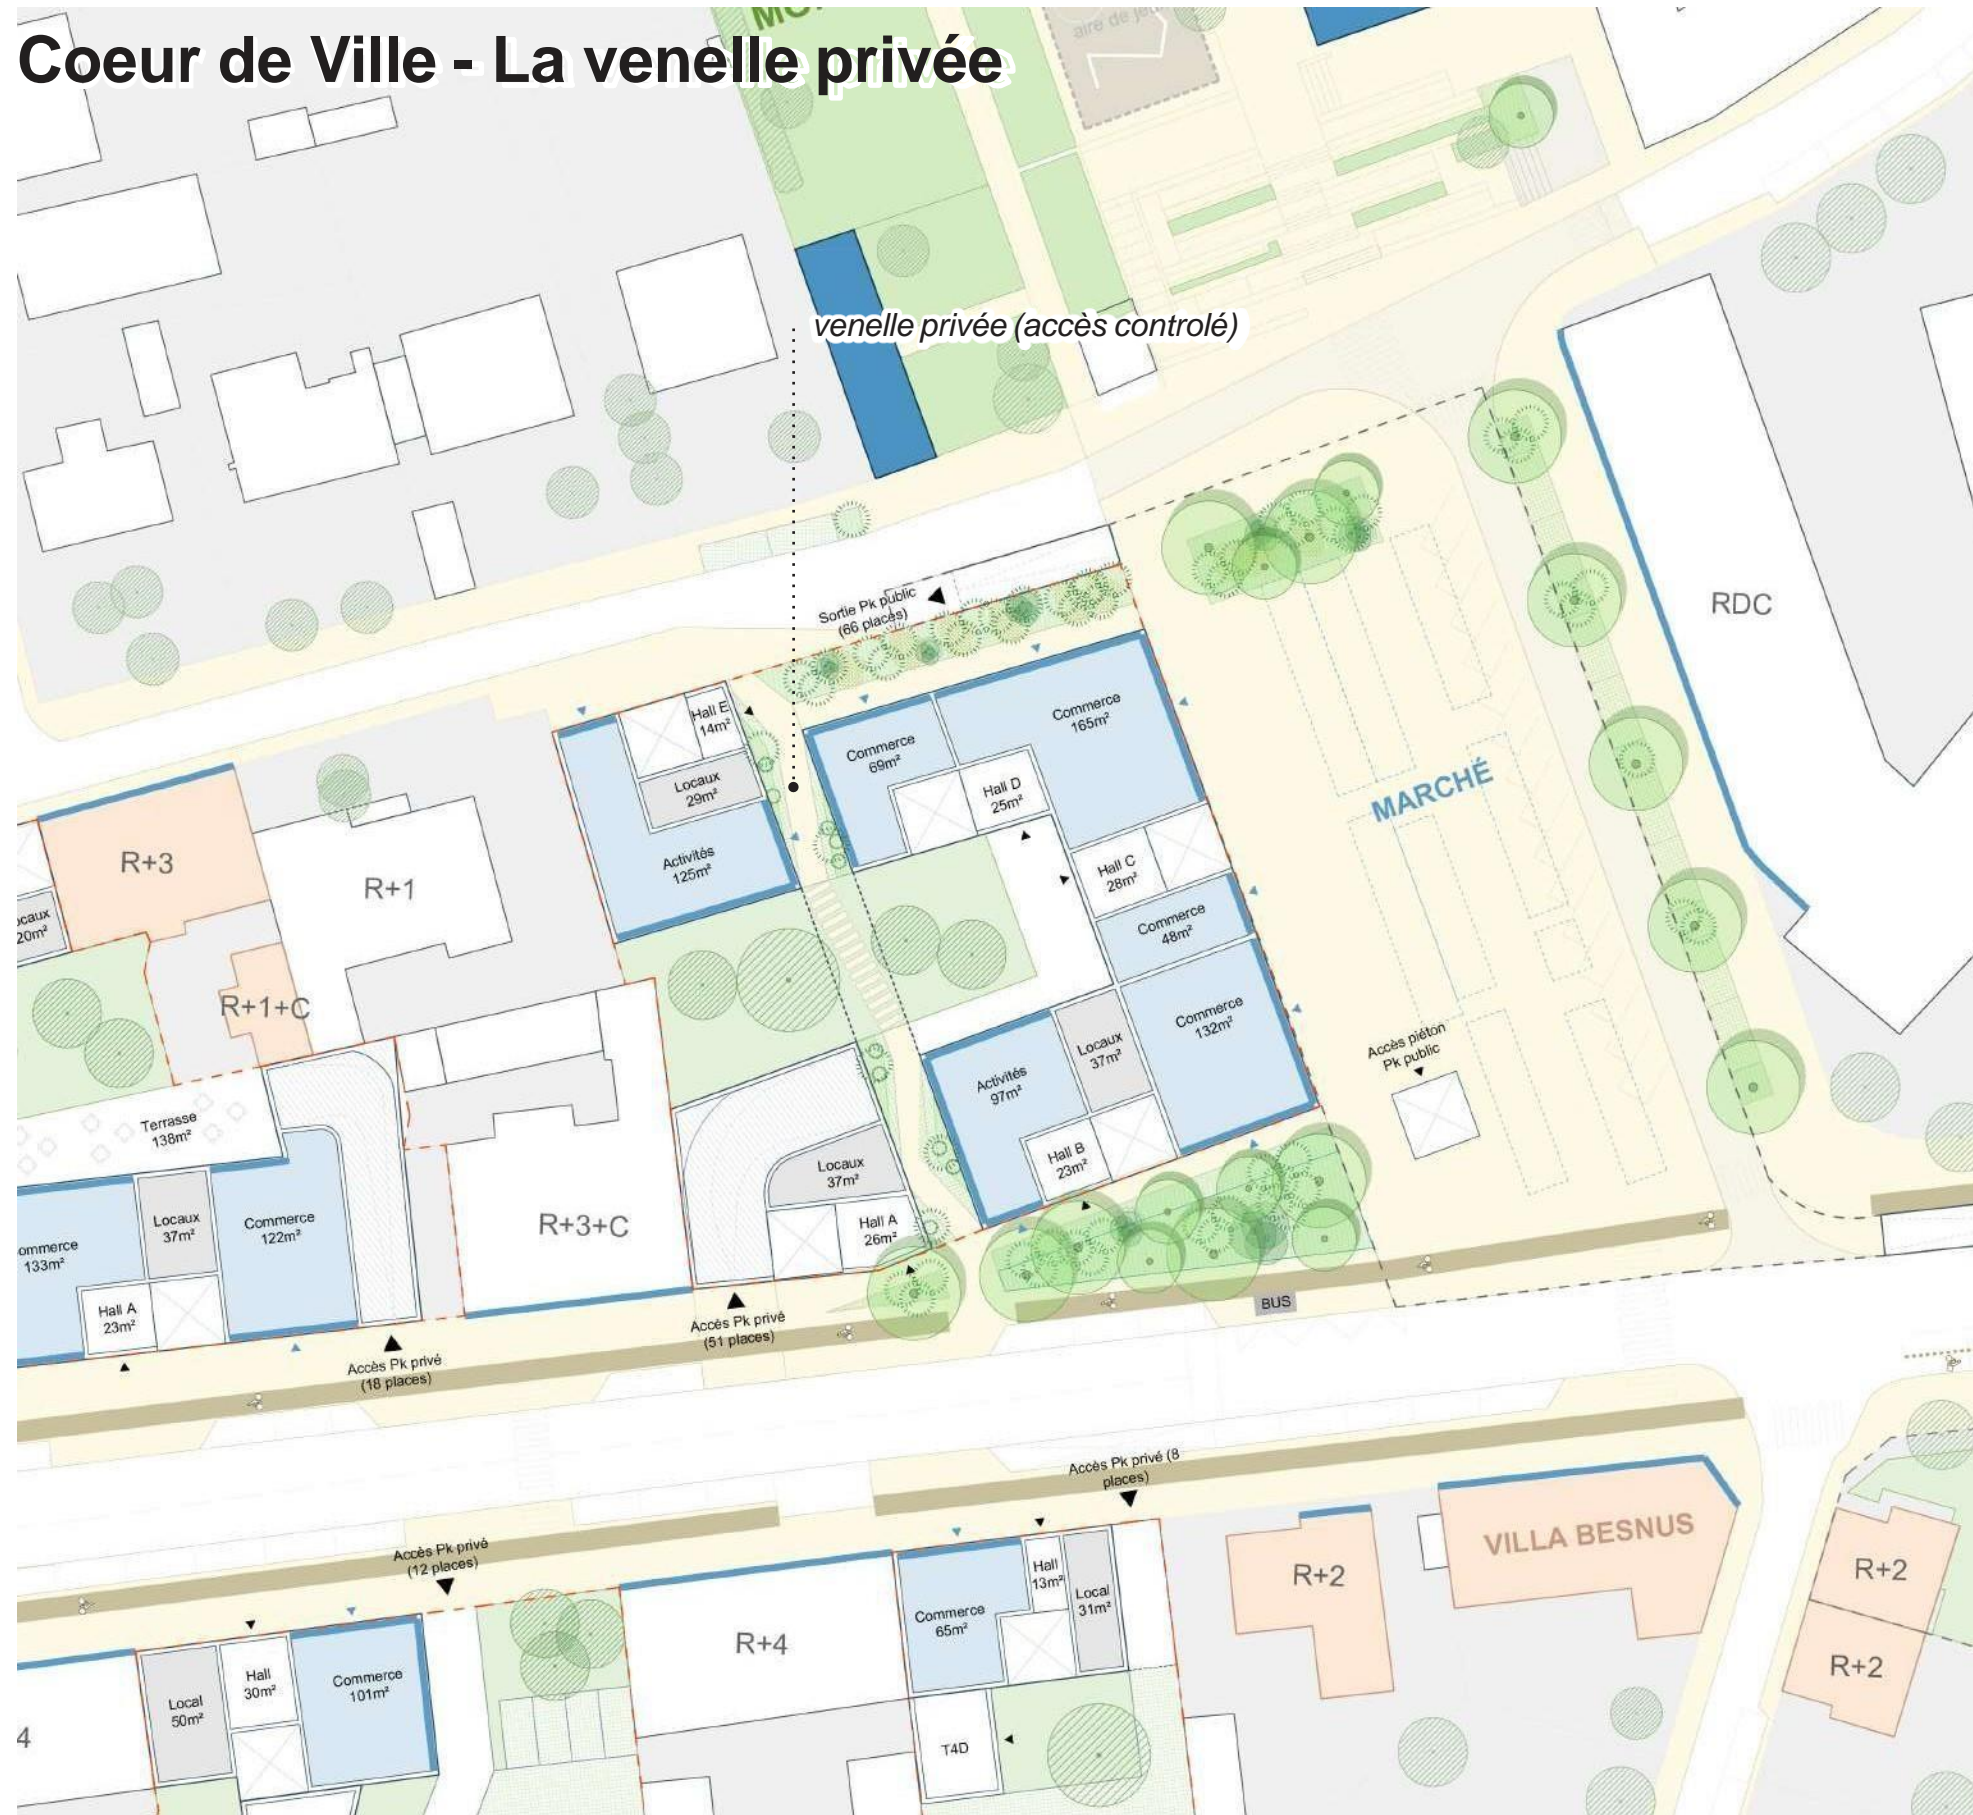 Coeur de Ville - La venelle privée
aire de jeu
venelle privée (accès controlé)
Sortie Pk public
(66 places)
RDC
Hall E
14m²
Locaux
29m²
Activités
125m²
Commerce
69m²
Commerce
165m²
Hall D
25m²
Hall C
28m²
Commerce
48m²
Commerce
132m²
Locaux
37m²
Activités
97m²
Hall B
23m²
MARCHÉ
Accès piéton
Pk public
R+3
R+1
R+1+C
20m²
Terrasse
138m²
Locaux
37m²
Hall A
26m²
R+3+C
133m²
Locaux
37m²
Commerce
122m²
Hall A
23m²
Accès Pk privé
(18 places)
Accès Pk privé
(51 places)
BUS
Accès Pk privé (8
places)
Accès Pk privé
(12 places)
Commerce
65m²
Hall
13m²
Local
31m²
R+4
R+2
VILLA BESNUS
R+2
R+2
Local
50m²
Hall
30m²
Commerce
101m²
4
T4D